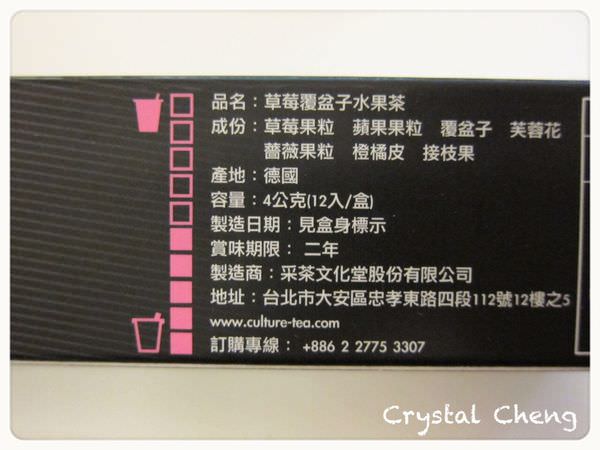 品名：草莓覆盆子水果茶
成份：草莓果粒 蘋果果粒 覆盆子 芙蓉花
薔薇果粒 橙橘皮 接枝果
產地：德國
容量：4公克(12入/盒)
製造日期：見盒身標示
賞味期限： 二年
製造商：采茶文化堂股份有限公司
地址：台北市大安區忠孝東路四段112號12樓之5
www.culture-tea.com
訂購專線： +886 2 2775 3307
Crystal Cheng